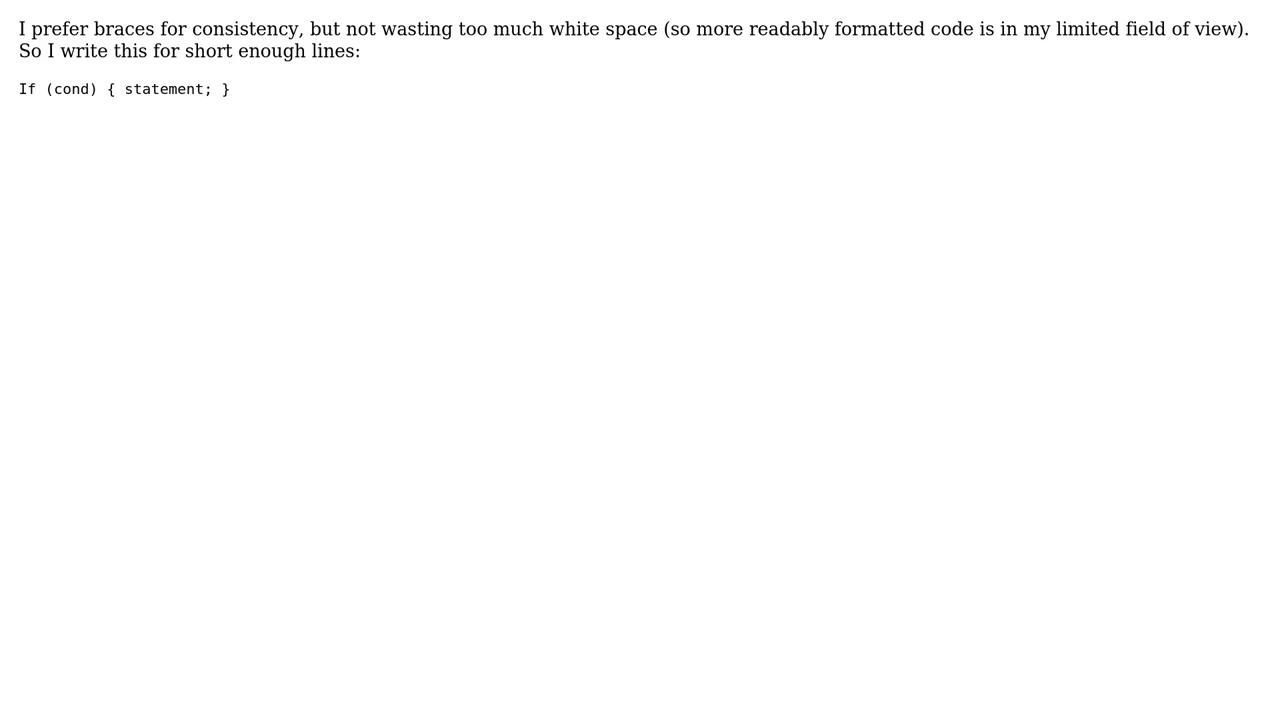 I prefer braces for consistency, but not wasting too much white space (so more readably formatted code is in my limited field of view).
So I write this for short enough lines:
If (cond) { statement; }